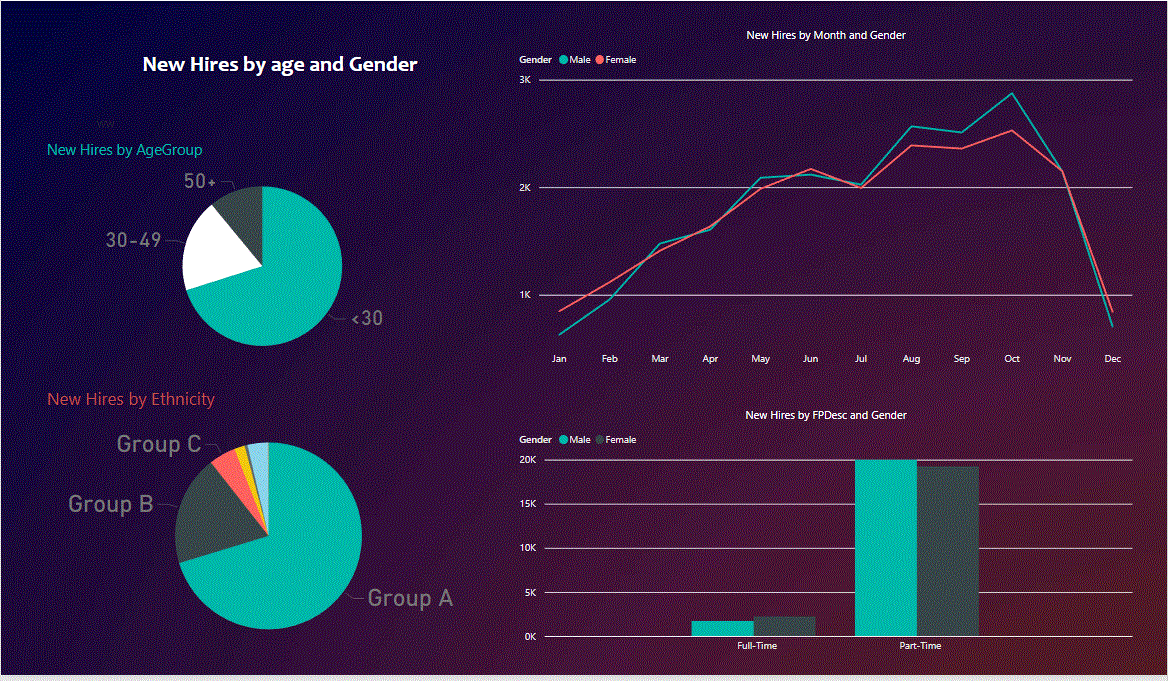 New Hires by age and Gender
New Hires by AgeGroup
50+
30-49
<30
New Hires by Ethnicity
Group C
Group B
Group A
New Hires by Month and Gender
Gender Male Female
3K
2K
1K
Jan Feb Mar Apr May Jun Jul Aug Sep Oct Nov Dec
New Hires by FPDesc and Gender
Gender Male Female
20K
15K
10K
5K
0K
Full-Time Part-Time